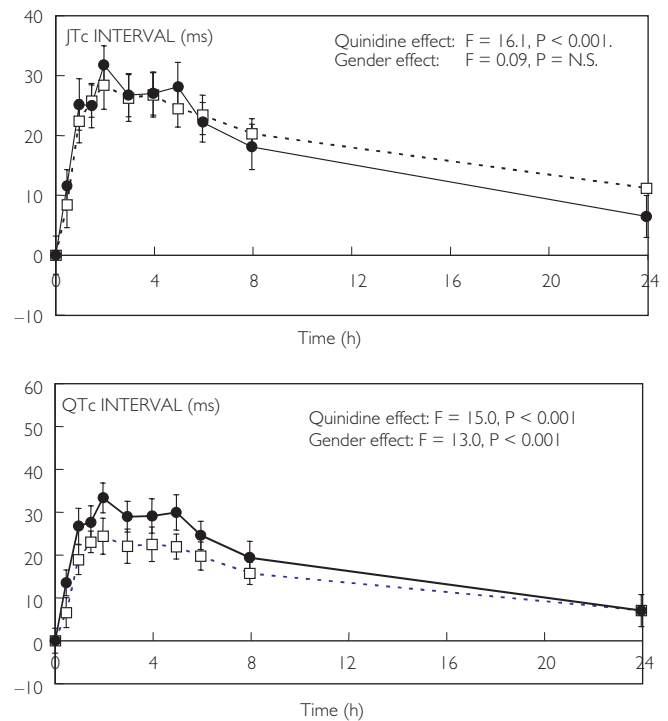 40
JTc INTERVAL (ms)
Quinidine effect: F = 16.1, P < 0.001.
Gender effect: F = 0.09, P = N.S.
30
20
10
0
0 4 8 12 16 20 24
–10
Time (h)
60
QTc INTERVAL (ms)
Quinidine effect: F = 15.0, P < 0.001
Gender effect: F = 13.0, P < 0.001
50
40
30
20
10
0
0 4 8 12 16 20 24
–10
Time (h)